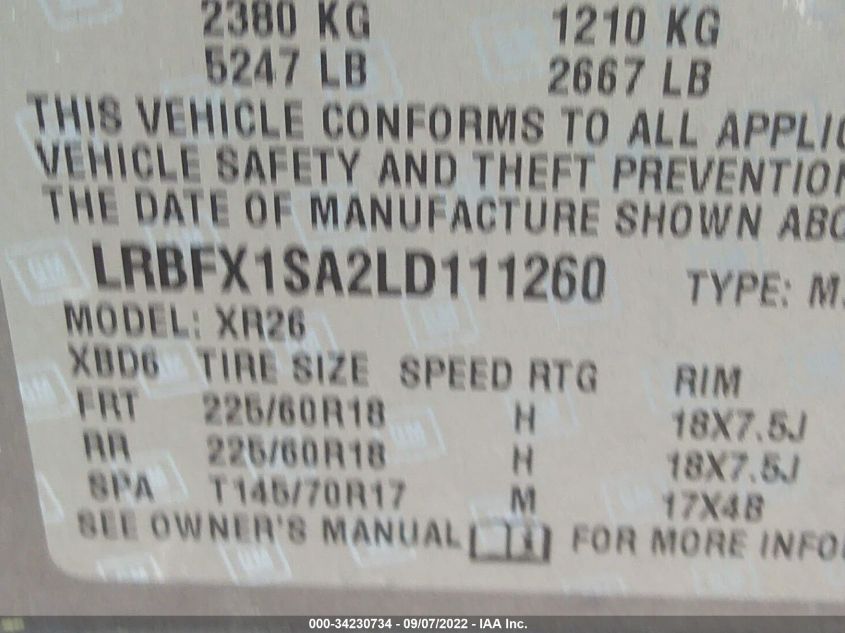 2380 KG 1210 KG
5247 LB 2667 LB
THIS VEHICLE CONFORMS TO ALL APPLIC
VEHICLE SAFETY AND THEFT PREVENTION
THE DATE OF MANUFACTURE SHOWN ABO
LRBFX1SA2LD111260 TYPE: M.
MODEL: XR26
XBD6 TIRE SIZE SPEED RTG RIM
FRT 225/60R18 H 18X7.5J
RR 225/60R18 H 18X7.5J
SPA T145/70R17 M 17X4B
SEE OWNER'S MANUAL FOR MORE INFO
000-34230734 - 09/07/2022 - IAA Inc.